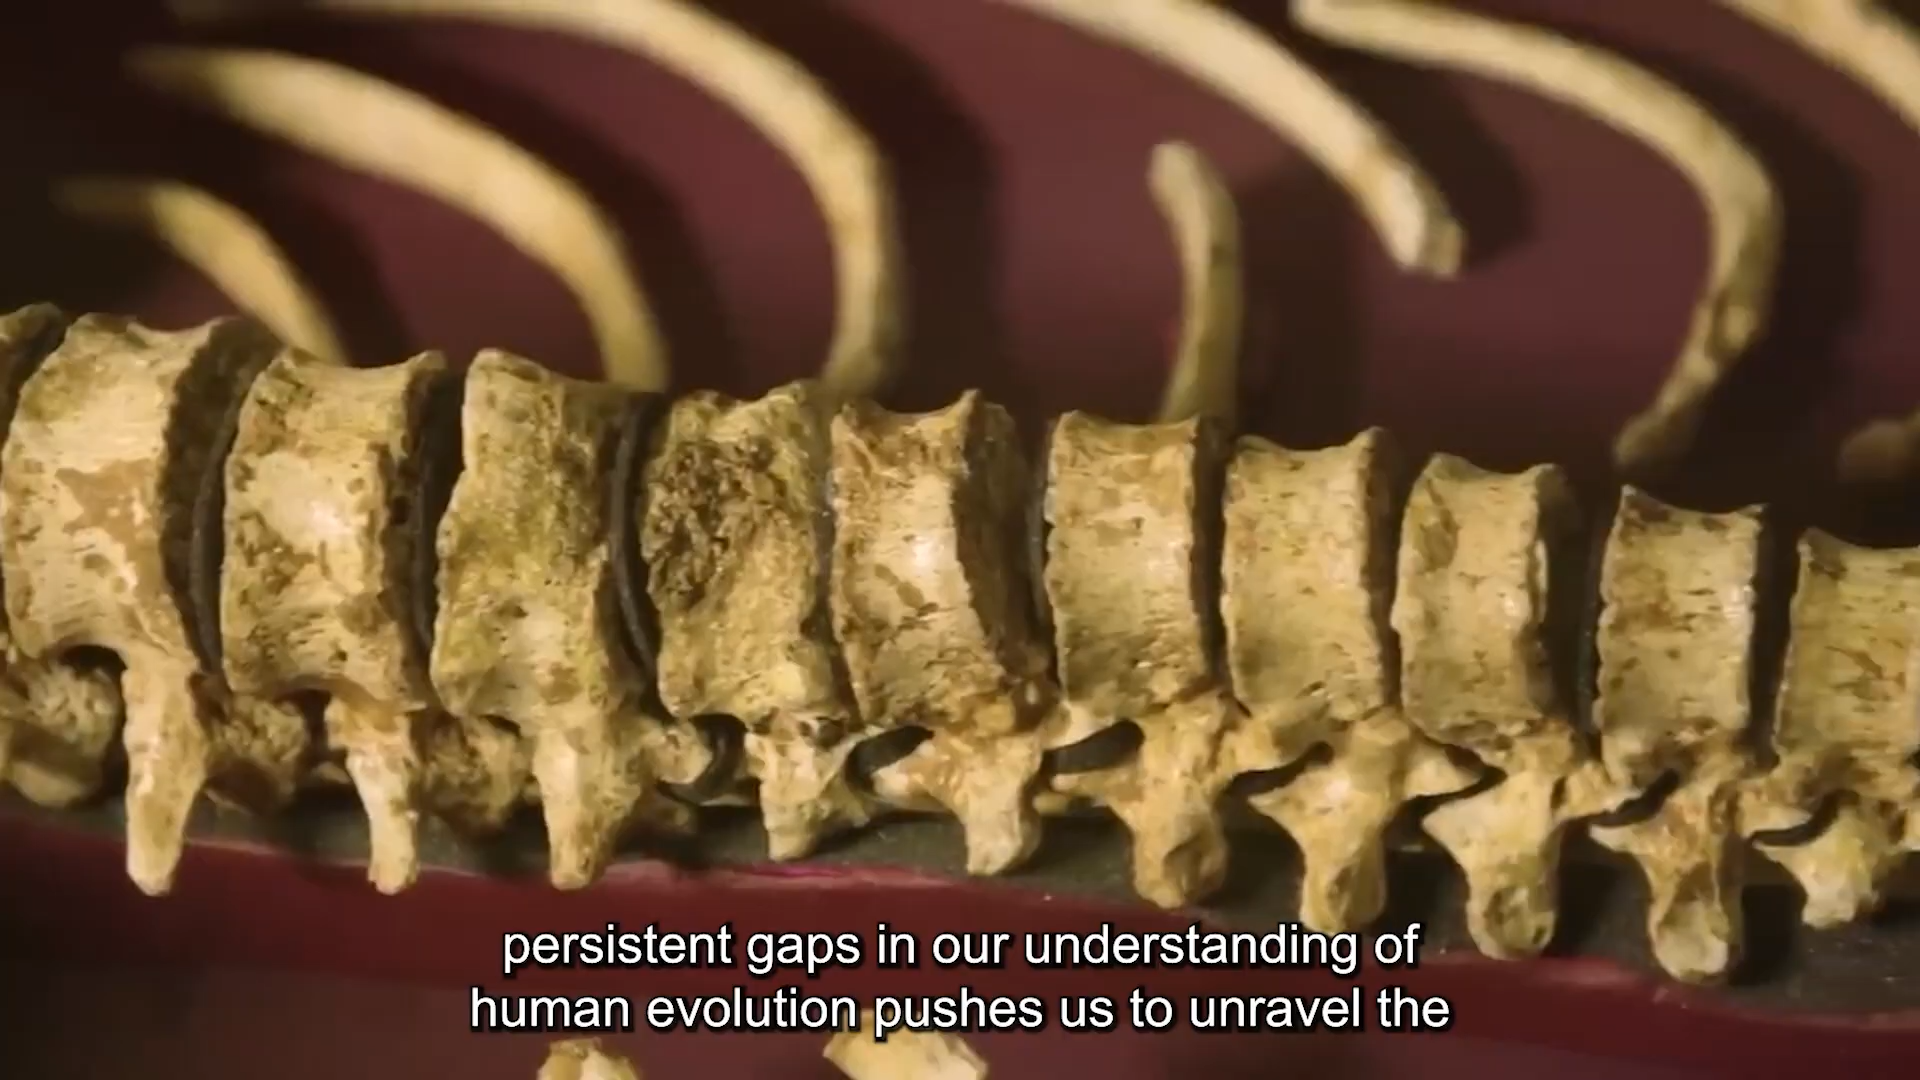 persistent gaps in our understanding of
human evolution pushes us to unravel the